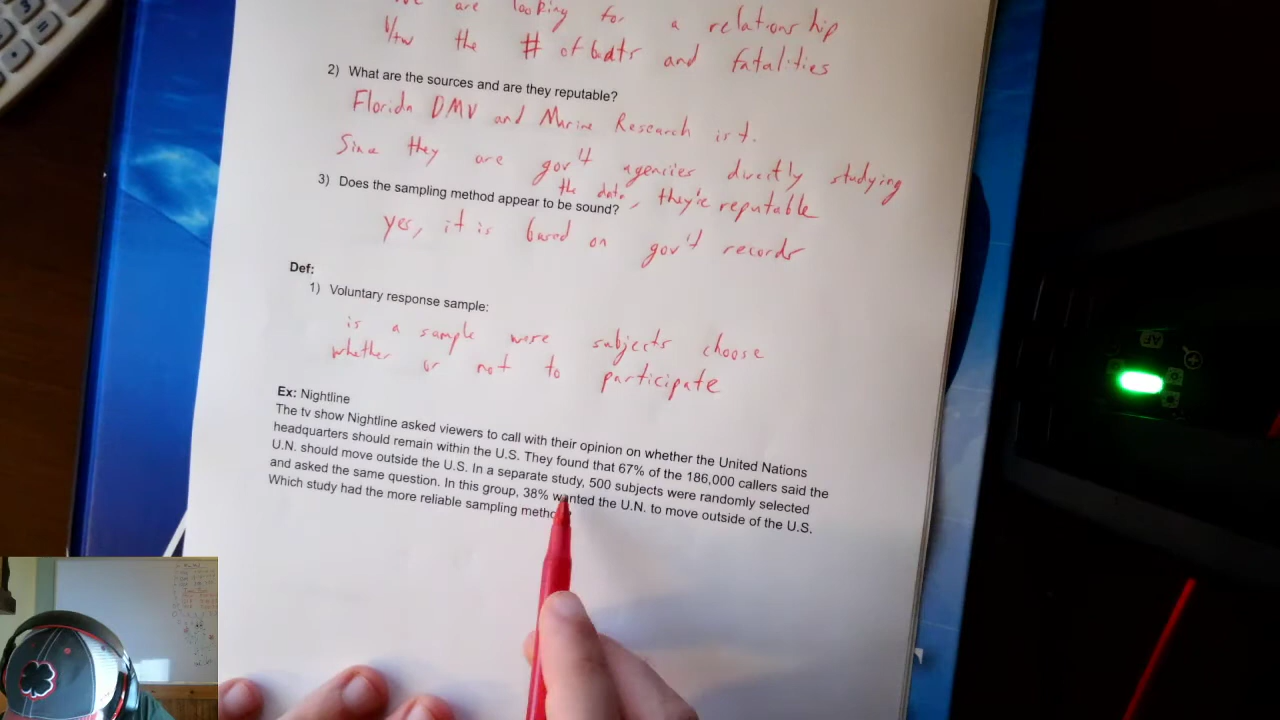 are looking for a relationship
b/tw the # of boats and fatalities
2) What are the sources and are they reputable?
Florida DMV and Marine Research ist.
Since they are gov't agencies directly studying
the data, they're reputable
3) Does the sampling method appear to be sound?
yes, it is based on gov't records
Def:
1) Voluntary response sample:
is a sample were subjects choose
whether or not to participate
Ex: Nightline
The tv show Nightline asked viewers to call with their opinion on whether the United Nations
headquarters should remain within the U.S. They found that 67% of the 186,000 callers said the
U.N. should move outside the U.S. In a separate study, 500 subjects were randomly selected
and asked the same question. In this group, 38% wanted the U.N. to move outside of the U.S.
Which study had the more reliable sampling
AF